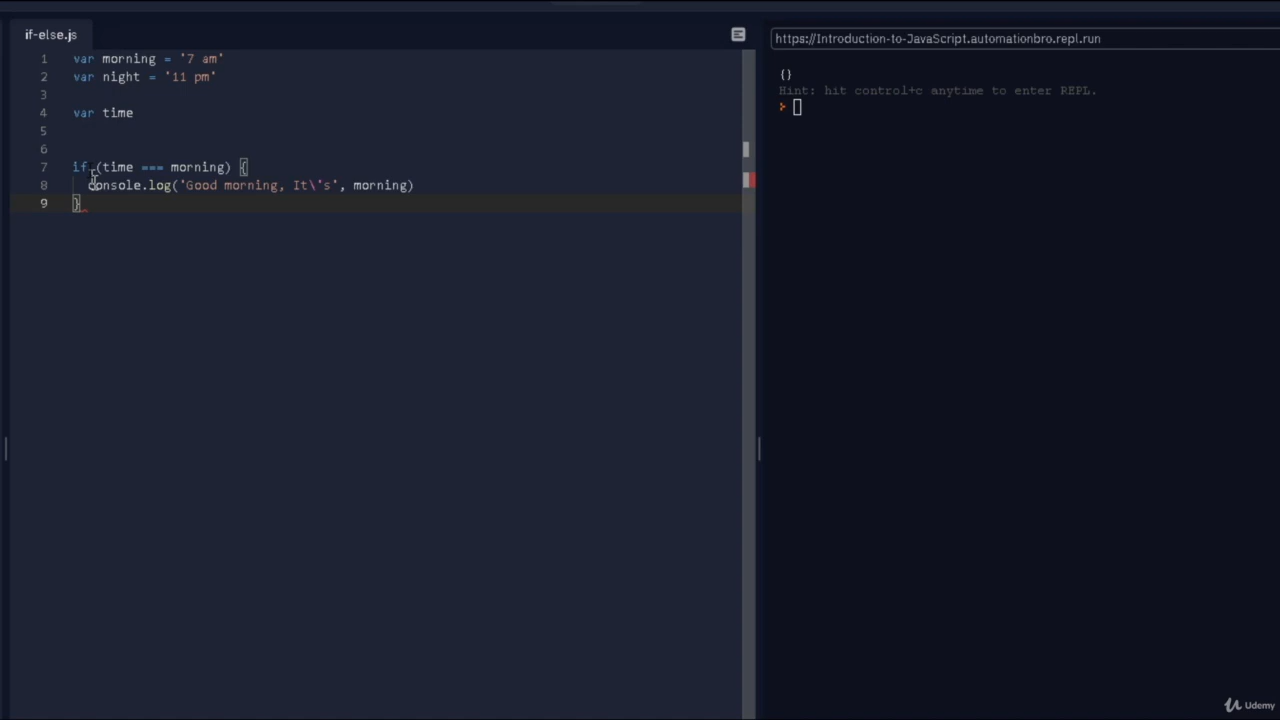 if-else.js
1 var morning = '7 am'
2 var night = '11 pm'
3
4 var time
5
6
7 if (time === morning) {
8 console.log('Good morning, It\'s', morning)
9 }
https://Introduction-to-JavaScript.automationbro.repl.run
{}
Hint: hit control+c anytime to enter REPL.
>
Udemy